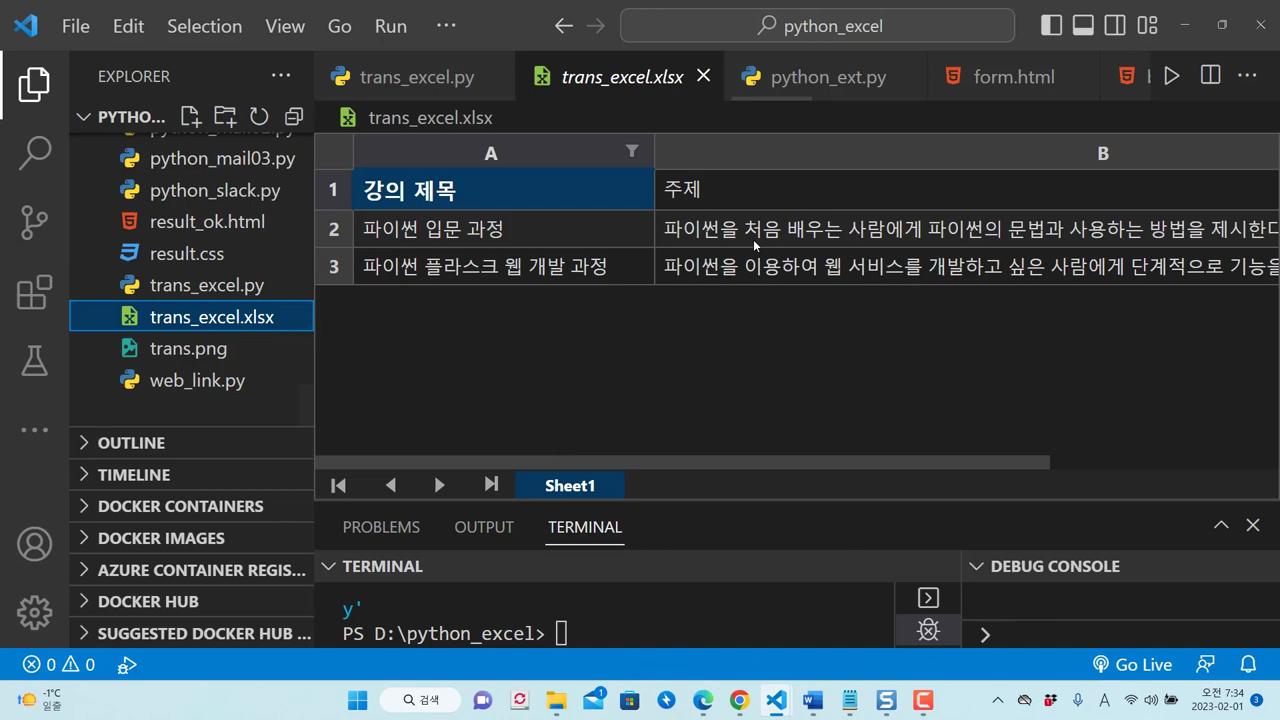 File Edit Selection View Go Run ··· python_excel
EXPLORER ···
trans_excel.py trans_excel.xlsx python_ext.py form.html
PYTHO...
trans_excel.xlsx
python_mail03.py
python_slack.py
result_ok.html
result.css
trans_excel.py
trans_excel.xlsx
trans.png
web_link.py
OUTLINE
TIMELINE
DOCKER CONTAINERS
DOCKER IMAGES
AZURE CONTAINER REGIS...
DOCKER HUB
SUGGESTED DOCKER HUB ...
A B
1 강의 제목 주제
2 파이썬 입문 과정 파이썬을 처음 배우는 사람에게 파이썬의 문법과 사용하는 방법을 제시한
3 파이썬 플라스크 웹 개발 과정 파이썬을 이용하여 웹 서비스를 개발하고 싶은 사람에게 단계적으로
Sheet1
PROBLEMS OUTPUT TERMINAL
TERMINAL DEBUG CONSOLE
y'
PS D:\python_excel>
0 0 Go Live
-1°C
일출
검색
1
A
오전 7:34
2023-02-01
3